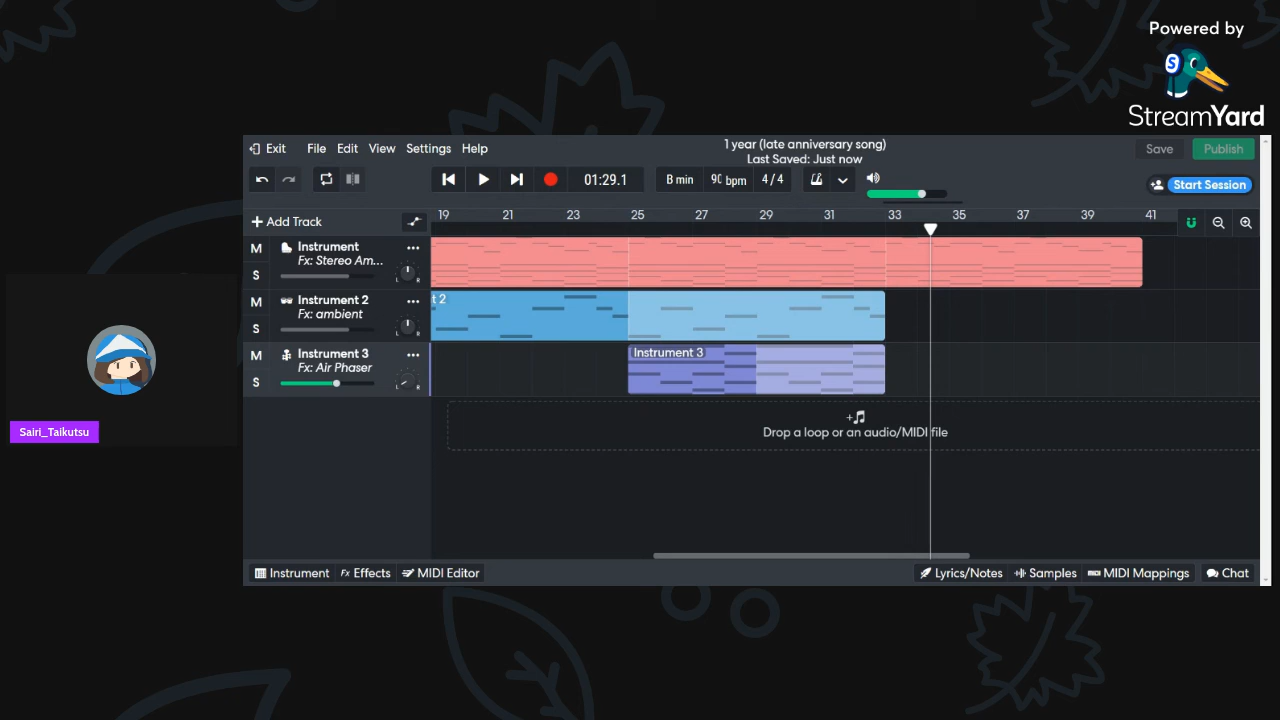 Powered by
S
StreamYard
Exit File Edit View Settings Help
1 year (late anniversary song)
Last Saved: Just now
Save Publish
01:29.1 B min 90 bpm 4 / 4
Start Session
Add Track
19 21 23 25 27 29 31 33 35 37 39 41
M Instrument
Fx: Stereo Am...
S L R
M Instrument 2 t 2
Fx: ambient
S L R
M Instrument 3 Instrument 3
Fx: Air Phaser
S
Drop a loop or an audio/MIDI file
Sairi_Taikutsu
Instrument Fx Effects MIDI Editor Lyrics/Notes Samples MIDI Mappings Chat